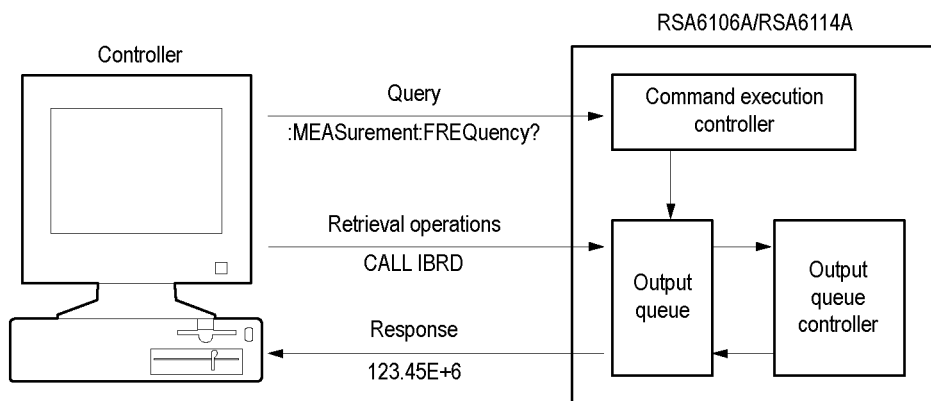 RSA6106A/RSA6114A
Controller
Query
:MEASurement:FREQuency?
Command execution
controller
Retrieval operations
CALL IBRD
Output
queue
Output
queue
controller
Response
123.45E+6